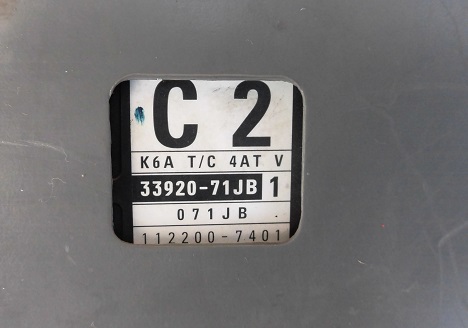 C 2
K6A T/C 4AT V
33920-71JB 1
071JB .
112200-7401